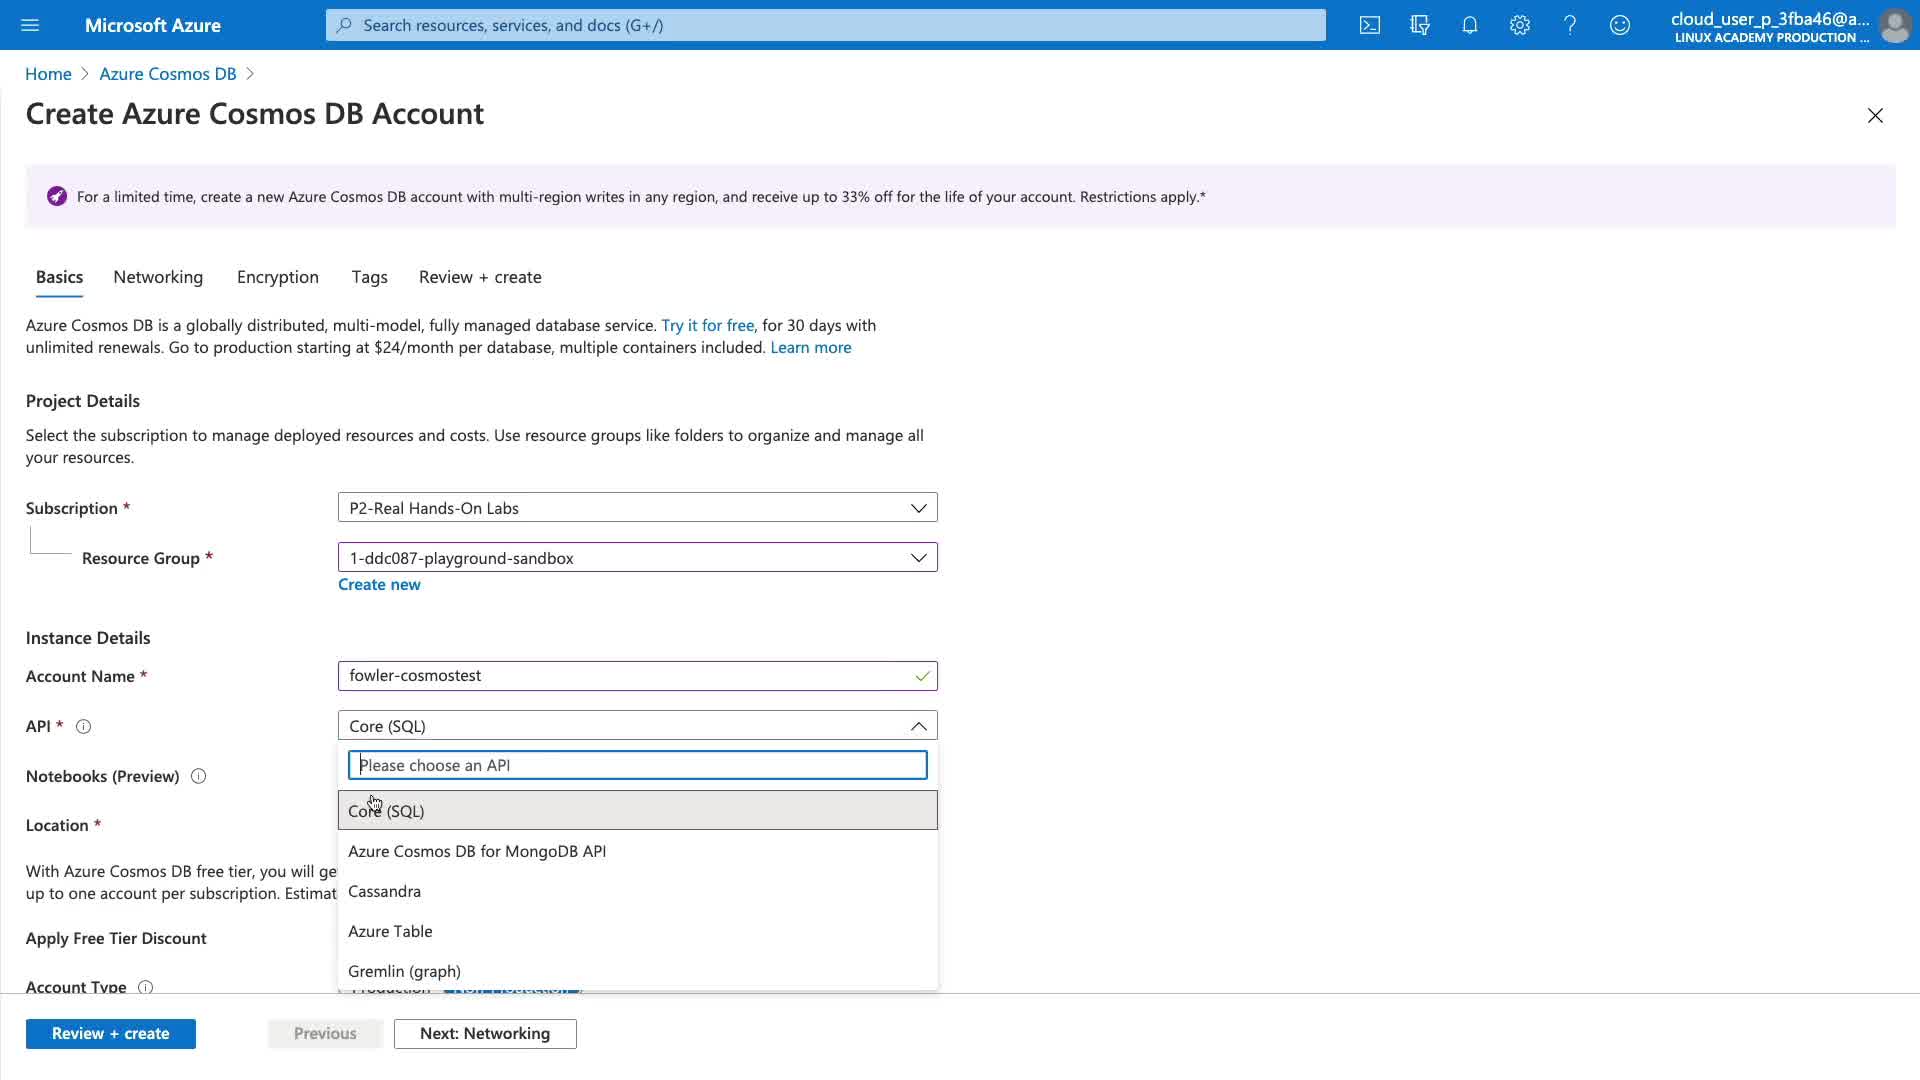 Microsoft Azure
Search resources, services, and docs (G+/)
cloud_user_p_3fba46@a...
LINUX ACADEMY PRODUCTION ...
Home > Azure Cosmos DB >
Create Azure Cosmos DB Account
For a limited time, create a new Azure Cosmos DB account with multi-region writes in any region, and receive up to 33% off for the life of your account. Restrictions apply.*
Basics Networking Encryption Tags Review + create
Azure Cosmos DB is a globally distributed, multi-model, fully managed database service. Try it for free, for 30 days with
unlimited renewals. Go to production starting at $24/month per database, multiple containers included. Learn more
Project Details
Select the subscription to manage deployed resources and costs. Use resource groups like folders to organize and manage all
your resources.
Subscription *
P2-Real Hands-On Labs
Resource Group *
1-ddc087-playground-sandbox
Create new
Instance Details
Account Name *
fowler-cosmostest
API *
Core (SQL)
Please choose an API
Notebooks (Preview)
Core (SQL)
Location *
Azure Cosmos DB for MongoDB API
With Azure Cosmos DB free tier, you will ge
Cassandra
up to one account per subscription. Estimat
Azure Table
Apply Free Tier Discount
Gremlin (graph)
Account Type
Review + create
Previous
Next: Networking